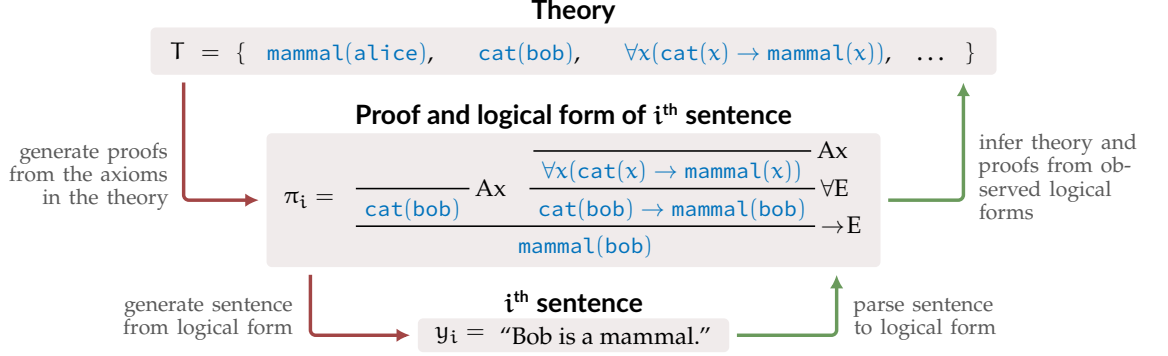 Theory
T = { mammal(alice), cat(bob), ∀x(cat(x) → mammal(x)), ... }
Proof and logical form of iᵗʰ sentence
generate proofs
from the axioms
in the theory
πᵢ =
Ax
∀x(cat(x) → mammal(x))
Ax
∀E
cat(bob)
cat(bob) → mammal(bob)
→E
mammal(bob)
infer theory and
proofs from ob-
served logical
forms
generate sentence
from logical form
iᵗʰ sentence
yᵢ = “Bob is a mammal.”
parse sentence
to logical form